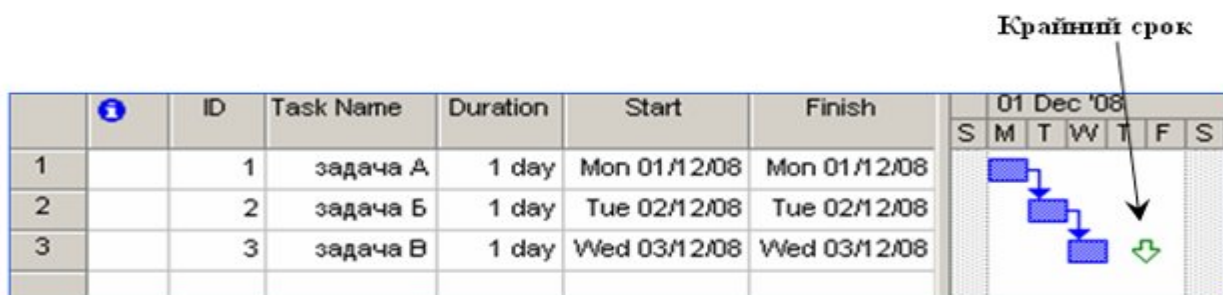 Крайний срок
ID Task Name Duration Start Finish 01 Dec '08
S M T W T F S
1 1 задача А 1 day Mon 01/12/08 Mon 01/12/08
2 2 задача Б 1 day Tue 02/12/08 Tue 02/12/08
3 3 задача В 1 day Wed 03/12/08 Wed 03/12/08